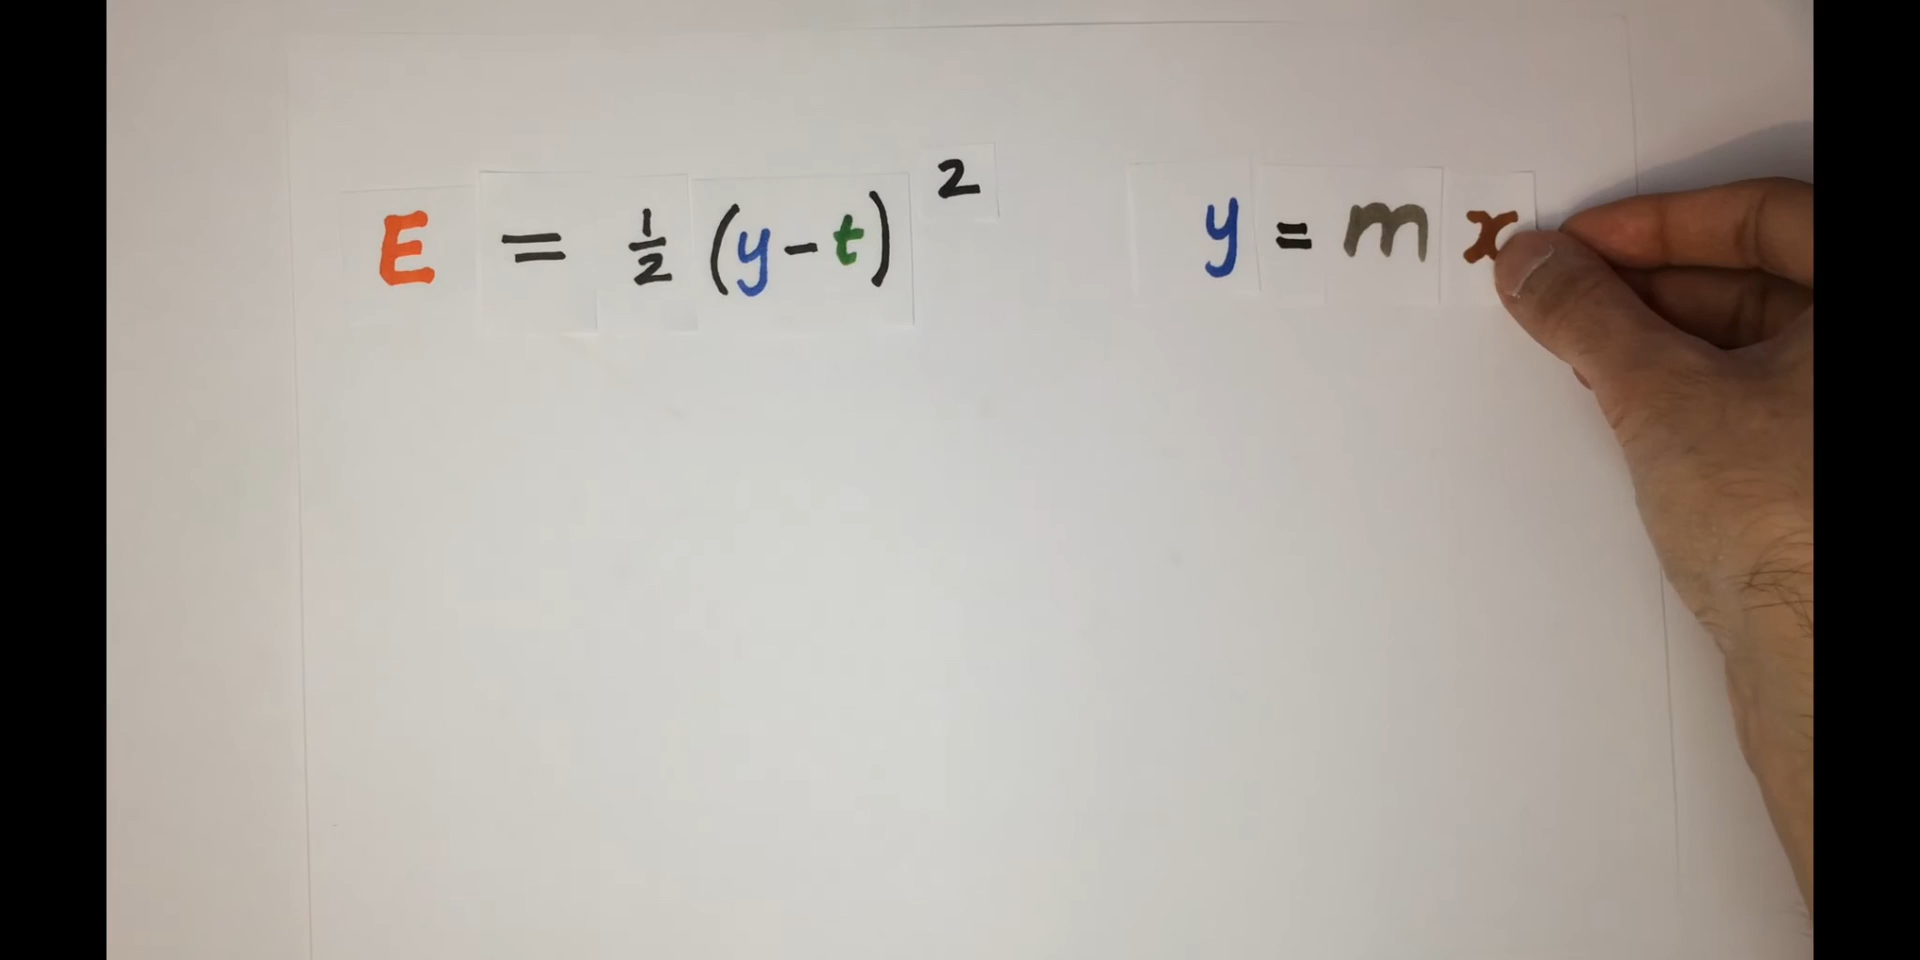 E = ½ (y-t)² y = m x